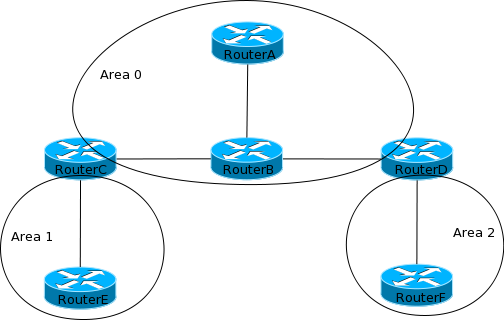 RouterA
Area 0
RouterC
RouterB
RouterD
Area 1
Area 2
RouterE
RouterF